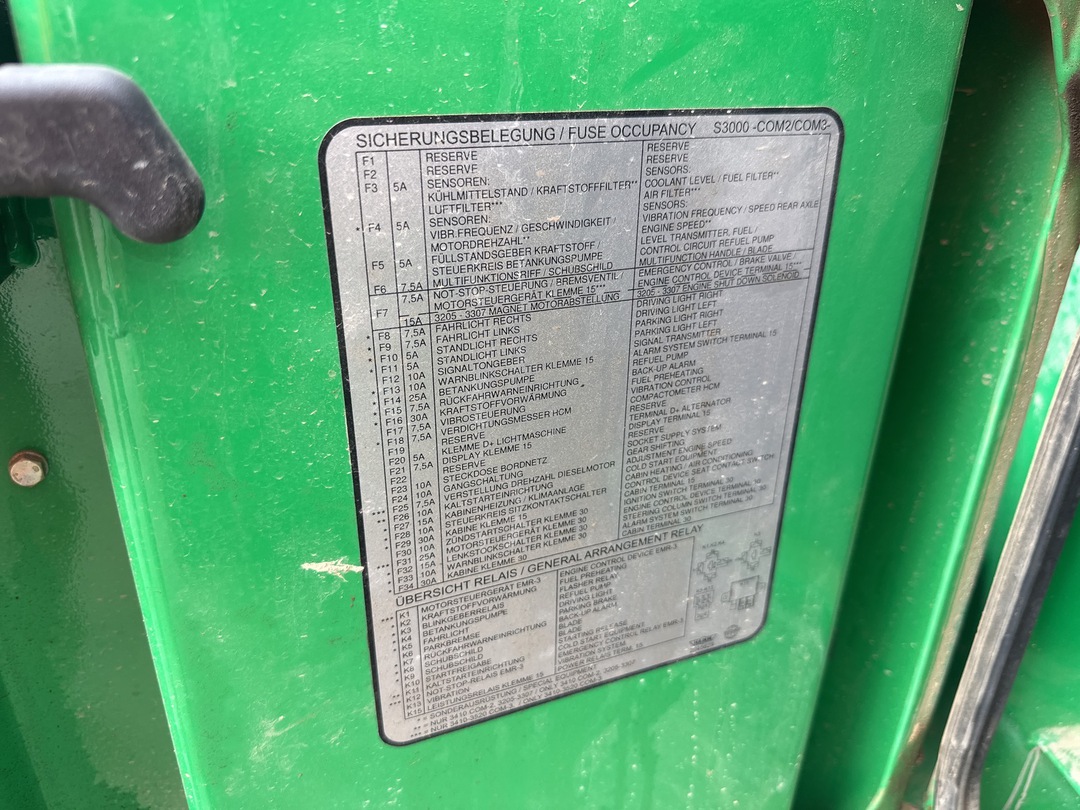 SICHERUNGSBELEGUNG / FUSE OCCUPANCY S3000 -COM2/COM3-
F1 RESERVE RESERVE
F2 RESERVE RESERVE
F3 5A SENSOREN: SENSORS:
KÜHLMITTELSTAND / KRAFTSTOFFFILTER** COOLANT LEVEL / FUEL FILTER**
LUFTFILTER*** AIR FILTER***
* F4 5A SENSOREN: SENSORS:
VIBR.FREQUENZ / GESCHWINDIGKEIT / VIBRATION FREQUENCY / SPEED REAR AXLE
MOTORDREHZAHL** ENGINE SPEED**
F5 5A FÜLLSTANDSGEBER KRAFTSTOFF / LEVEL TRANSMITTER, FUEL /
STEUERKREIS BETANKUNGSPUMPE CONTROL CIRCUIT REFUEL PUMP
F6 7.5A MULTIFUNKTIONSRIFF / SCHUBSCHILD MULTIFUNCTION HANDLE / BLADE
F7 7.5A NOT-STOP-STEUERUNG / BREMSVENTIL / EMERGENCY CONTROL / BRAKE VALVE /
MOTORSTEUERGERÄT KLEMME 15*** ENGINE CONTROL DEVICE TERMINAL 15***
15A 3205 - 3307 MAGNET MOTORABSTELLUNG 3205 - 3307 ENGINE SHUT DOWN SOLENOID
* F8 7.5A FAHRLICHT RECHTS DRIVING LIGHT RIGHT
* F9 7.5A FAHRLICHT LINKS DRIVING LIGHT LEFT
* F10 5A STANDLICHT RECHTS PARKING LIGHT RIGHT
* F11 5A STANDLICHT LINKS PARKING LIGHT LEFT
F12 10A SIGNALTONGEBER SIGNAL TRANSMITTER
* F13 10A WARNBLINKSCHALTER KLEMME 15 ALARM SYSTEM SWITCH TERMINAL 15
* F14 25A BETANKUNGSPUMPE REFUEL PUMP
* F15 7.5A RÜCKFAHRWARNEINRICHTUNG BACK-UP ALARM
* F16 30A KRAFTSTOFFVORWÄRMUNG FUEL PREHEATING
F17 7.5A VIBROSTEUERUNG VIBRATION CONTROL
* F18 7.5A VERDICHTUNGSMESSER HCM COMPACTOMETER HCM
F19 RESERVE RESERVE
F20 5A KLEMME D+ LICHTMASCHINE TERMINAL D+ ALTERNATOR
F21 7.5A DISPLAY KLEMME 15 DISPLAY TERMINAL 15
F22 RESERVE RESERVE
F23 10A STECKDOSE BORDNETZ SOCKET SUPPLY SYSTEM
F24 10A GANGSCHALTUNG GEAR SHIFTING
F25 7.5A VERSTELLUNG DREHZAHL DIESELMOTOR ADJUSTMENT ENGINE SPEED
F26 10A KALTSTARTEINRICHTUNG COLD START EQUIPMENT
F27 15A KABINENHEIZUNG / KLIMAANLAGE CABIN HEATING / AIR CONDITIONING
F28 10A STEUERKREIS SITZKONTAKTSCHALTER CONTROL DEVICE SEAT CONTACT SWITCH
F29 30A KABINE KLEMME 15 CABIN TERMINAL 15
F30 10A ZÜNDSTARTSCHALTER KLEMME 30 IGNITION SWITCH TERMINAL 30
F31 25A MOTORSTEUERGERÄT KLEMME 30 ENGINE CONTROL DEVICE TERMINAL 30
F32 15A LENKSTOCKSCHALTER KLEMME 30 STEERING COLUMN SWITCH TERMINAL 30
F33 10A WARNBLINKSCHALTER KLEMME 30 ALARM SYSTEM SWITCH TERMINAL 30
F34 30A KABINE KLEMME 30 CABIN TERMINAL 30
ÜBERSICHT RELAIS / GENERAL ARRANGEMENT RELAY
*** K1 MOTORSTEUERGERÄT EMR-3 ENGINE CONTROL DEVICE EMR-3
K2 KRAFTSTOFFVORWÄRMUNG FUEL PREHEATING
K3 BLINKGEBERRELAIS FLASHER RELAY
K4 BETANKUNGSPUMPE REFUEL PUMP
K5 FAHRLICHT DRIVING LIGHT
K6 PARKBREMSE PARKING BRAKE
K7 RÜCKFAHRWARNEINRICHTUNG BACK-UP ALARM
K8 SCHUBSCHILD BLADE
K9 SCHUBSCHILD BLADE
K10 STARTFREIGABE STARTING RELEASE
K11 KALTSTARTEINRICHTUNG COLD START EQUIPMENT
K12 NOT-STOP-RELAIS EMR-3 EMERGENCY CONTROL RELAY EMR-3
K13 VIBRATION VIBRATION SYSTEM
K15 LEISTUNGSRELAIS KLEMME 15 POWER RELAIS TERM. 15
* = SONDERAUSRÜSTUNG / SPECIAL EQUIPMENT